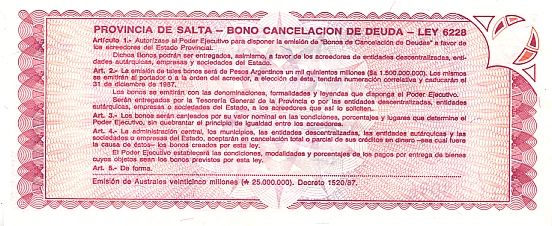 PROVINCIA DE SALTA – BONO CANCELACION DE DEUDA – LEY 6228
Artículo 1.- Autorízase al Poder Ejecutivo para disponer la emisión de "Bonos de Cancelación de Deudas" a favor de
los acreedores del Estado Provincial.
Dichos Bonos podrán ser entregados, asimismo, a favor de los acreedores de entidades descentralizadas, enti-
dades autárquicas, empresas y sociedades del Estado.
Art. 2.- La emisión de tales bonos será de Pesos Argentinos un mil quinientos millones ($a 1.500.000.000). Los mismos
se emitirán al portador o a la orden del acreedor, a elección de éste, tendrán numeración correlativa y caducarán el
31 de diciembre de 1987.
Los bonos se emitirán con las denominaciones, formalidades y leyendas que disponga el Poder Ejecutivo.
Serán entregados por la Tesorería General de la Provincia o por las entidades descentralizadas, entidades
autárquicas, empresas o sociedades del Estado, a los acreedores que así lo soliciten.
Art. 3.- Los bonos serán canjeados por su valor nominal en las condiciones, porcentajes y lugares que determine el
Poder Ejecutivo, sin quebrantar el principio de igualdad entre los acreedores.
Art. 4.- La administración central, los municipios, las entidades descentralizadas, las entidades autárquicas y las
sociedades o empresas del Estado, aceptarán en cancelación total o parcial de sus créditos en dinero –sea cual fuere
la causa de éstos– los bonos creados por esta ley.
El Poder Ejecutivo establecerá las condiciones, modalidades y porcentajes de los pagos por entrega de bienes
cuyos objetos sean los bonos previstos por esta ley.
Art. 5.- De forma.
Emisión de Australes veinticinco millones (₳ 25.000.000). Decreto 1520/87.